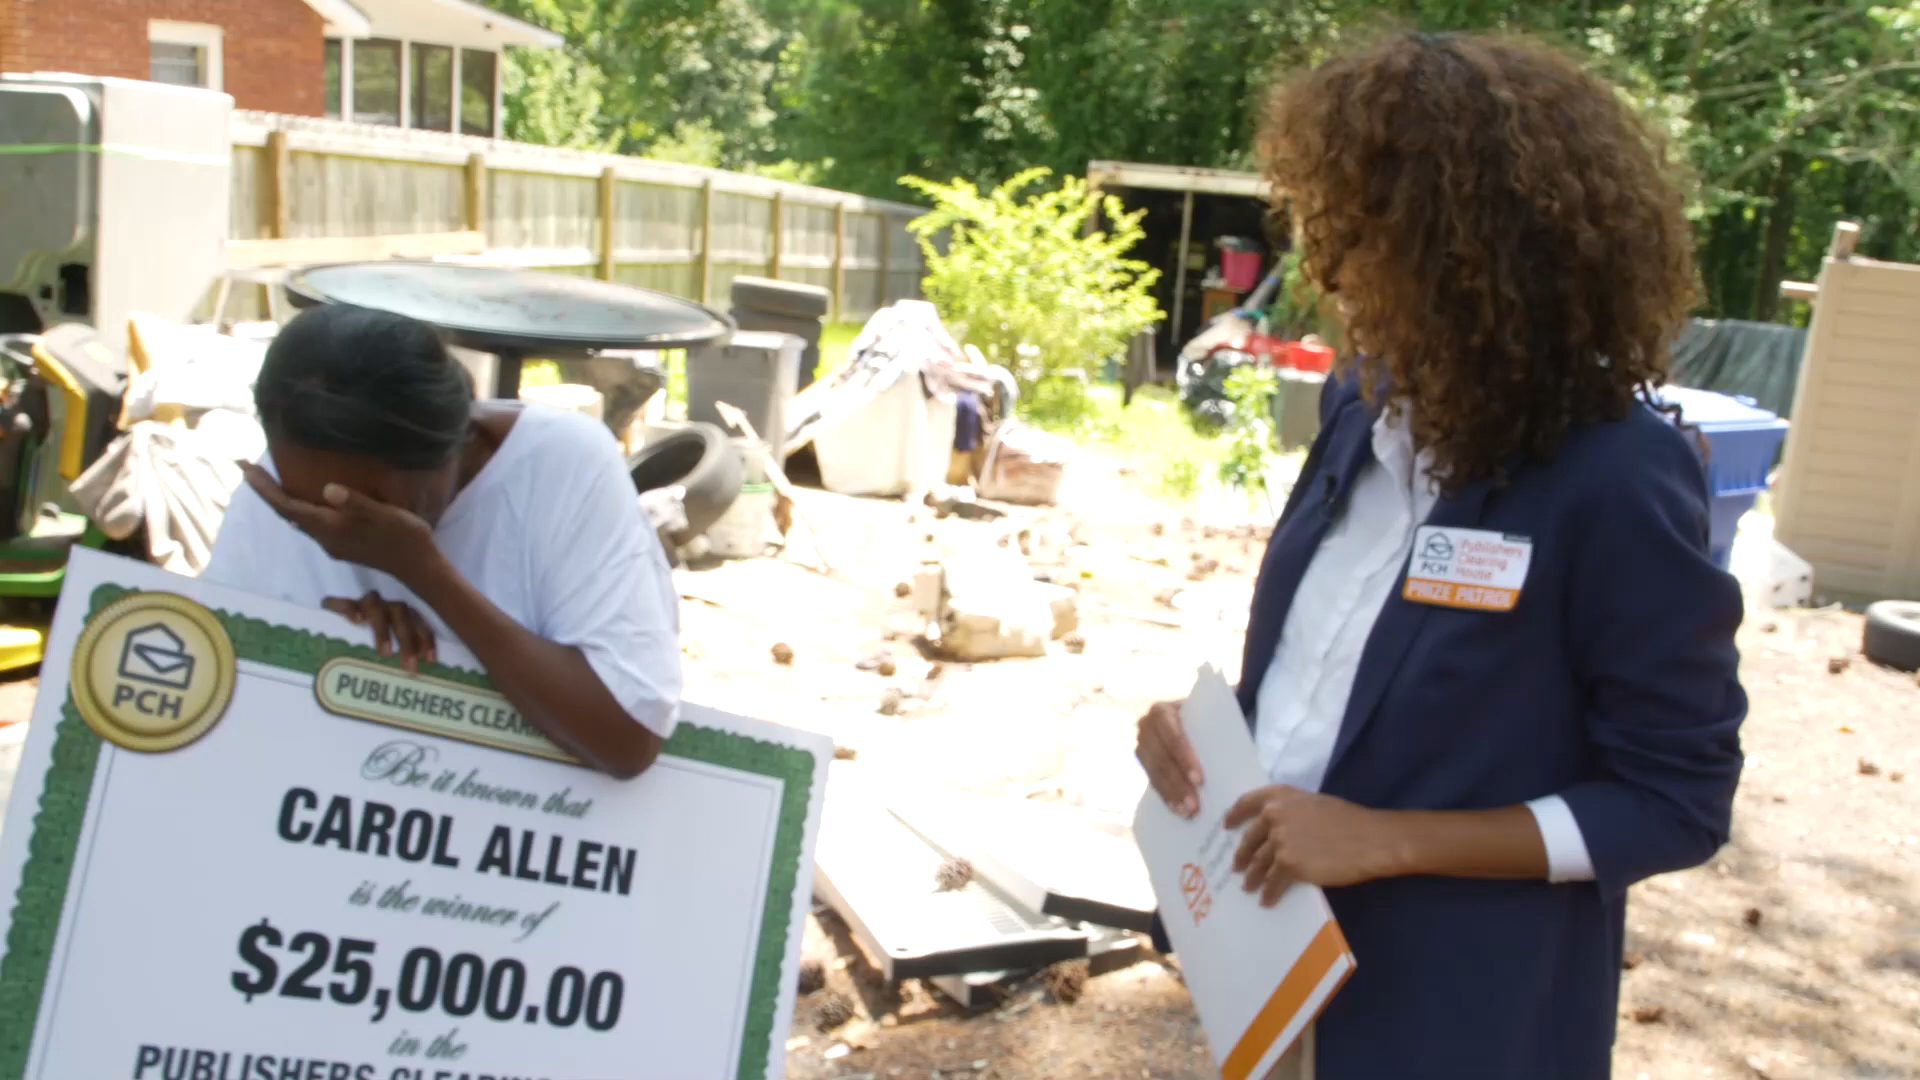 PCH
PUBLISHERS
Be it known that
CAROL ALLEN
is the winner of
$25,000.00
in the
PUBLISHERS
PCH
Publishers
Clearing
House
PRIZE PATROL